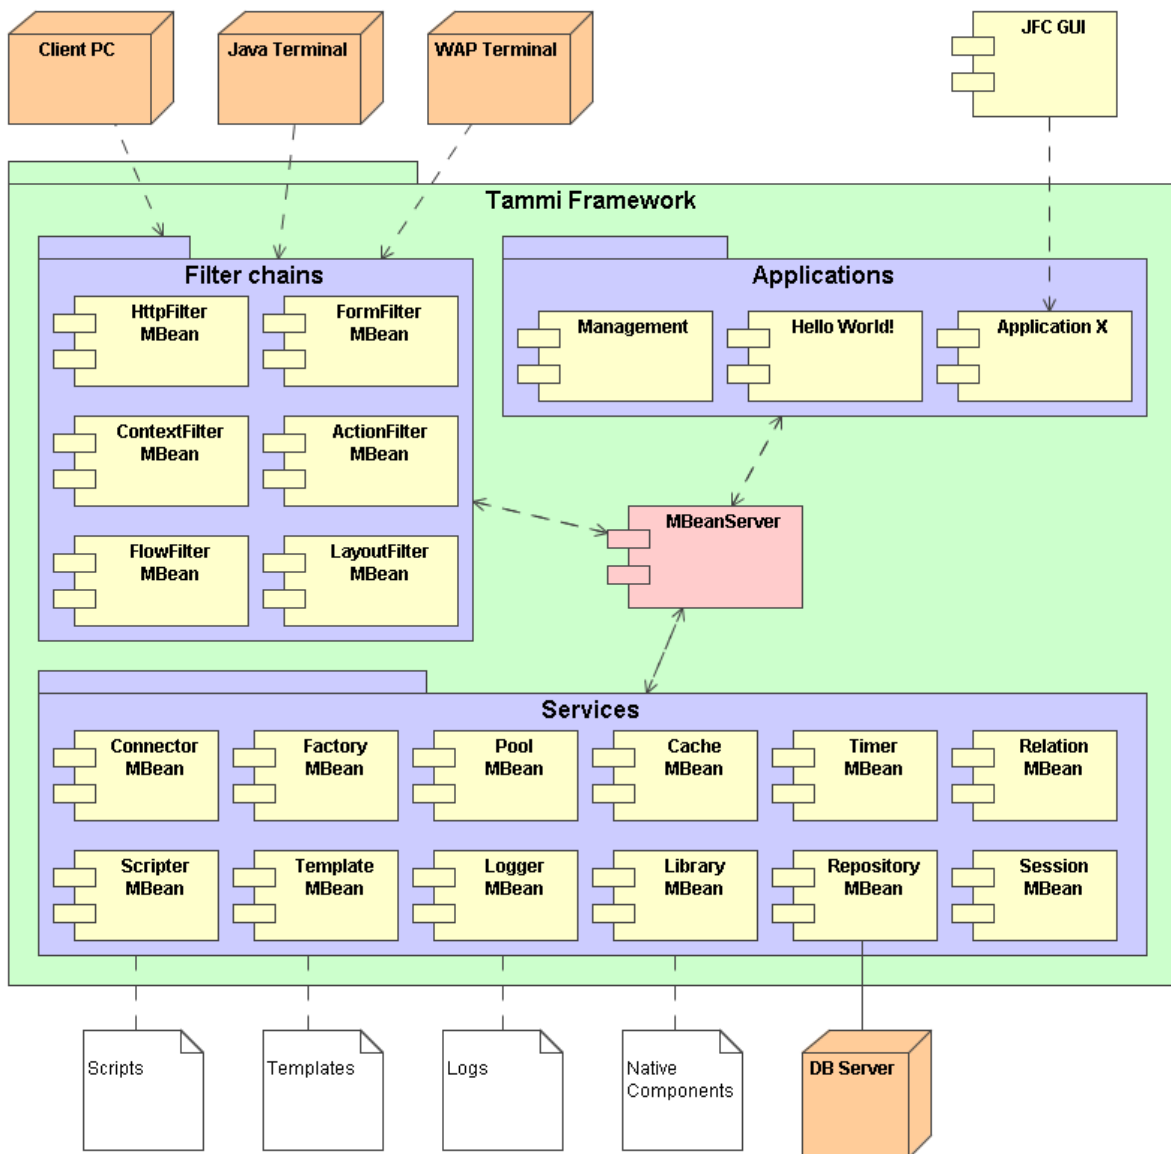 Client PC
Java Terminal
WAP Terminal
JFC GUI
Tammi Framework
Filter chains
HttpFilter
MBean
FormFilter
MBean
ContextFilter
MBean
ActionFilter
MBean
FlowFilter
MBean
LayoutFilter
MBean
Applications
Management
Hello World!
Application X
MBeanServer
Services
Connector
MBean
Factory
MBean
Pool
MBean
Cache
MBean
Timer
MBean
Relation
MBean
Scripter
MBean
Template
MBean
Logger
MBean
Library
MBean
Repository
MBean
Session
MBean
Scripts
Templates
Logs
Native
Components
DB Server